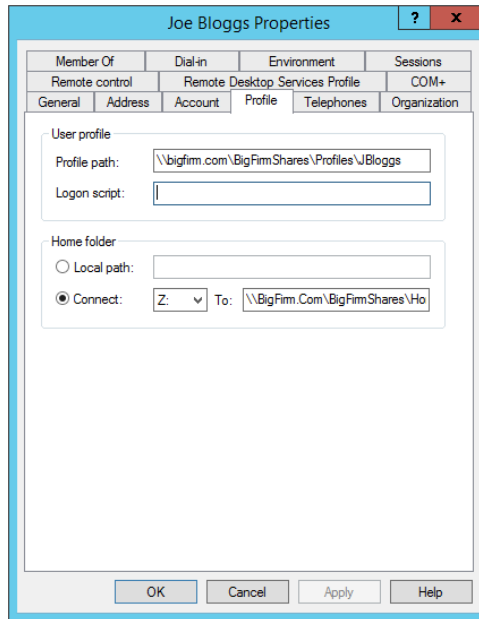 Joe Bloggs Properties ? x
Member Of Dial-in Environment Sessions
Remote control Remote Desktop Services Profile COM+
General Address Account Profile Telephones Organization
User profile
Profile path: \\bigfirm.com\BigFirmShares\Profiles\JBloggs
Logon script:
Home folder
Local path:
Connect: Z: To: \\BigFirm.Com\BigFirmShares\Ho
OK Cancel Apply Help